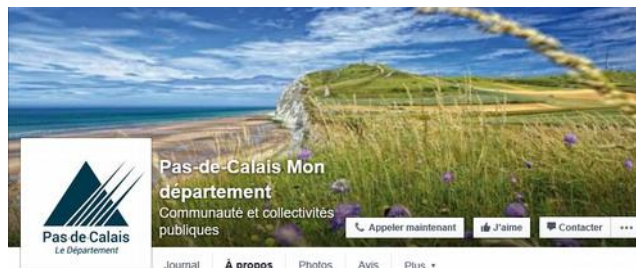 Pas-de-Calais Mon
département
Communauté et collectivités
publiques
Appeler maintenant
J'aime
Contacter
Pas de Calais
Le Département
Journal À propos Photos Avis Plus